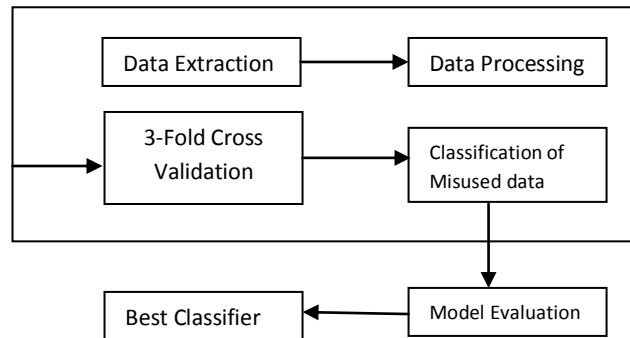 Data Extraction
Data Processing
3-Fold Cross
Validation
Classification of
Misused data
Model Evaluation
Best Classifier